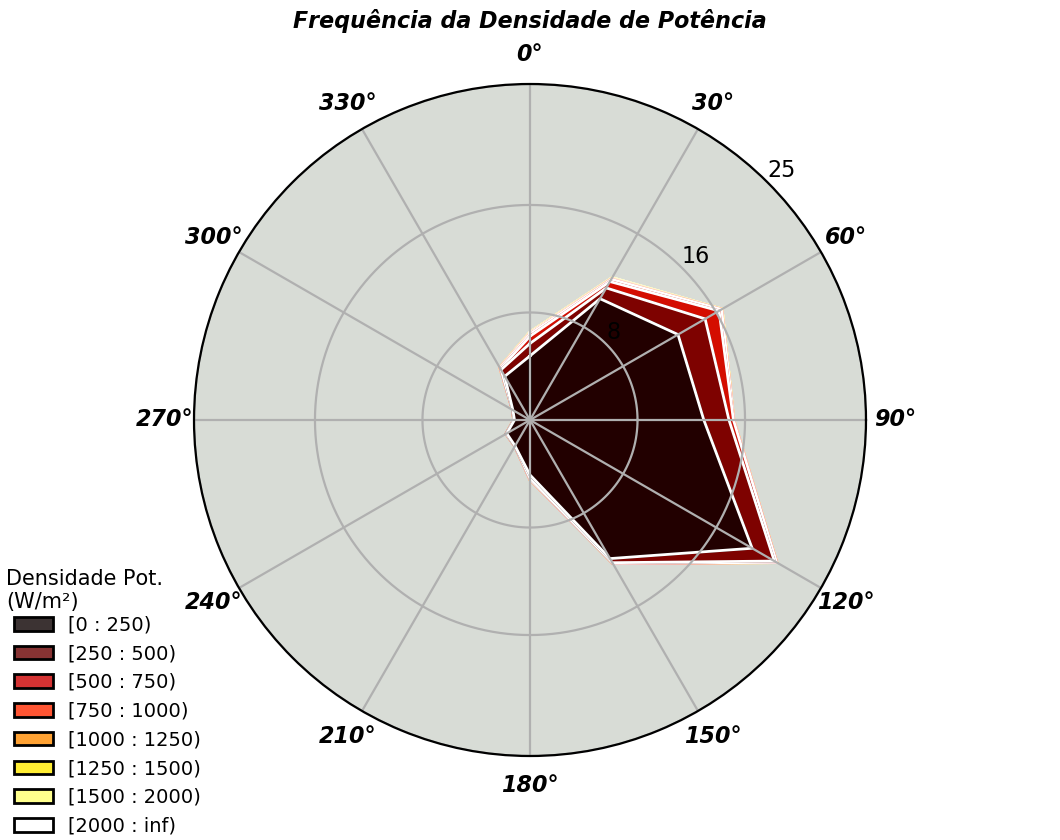 Frequência da Densidade de Potência
0°
330°
30°
25
300°
60°
16
8
270°
90°
240°
120°
210°
150°
180°
Densidade Pot.
(W/m²)
[0 : 250)
[250 : 500)
[500 : 750)
[750 : 1000)
[1000 : 1250)
[1250 : 1500)
[1500 : 2000)
[2000 : inf)